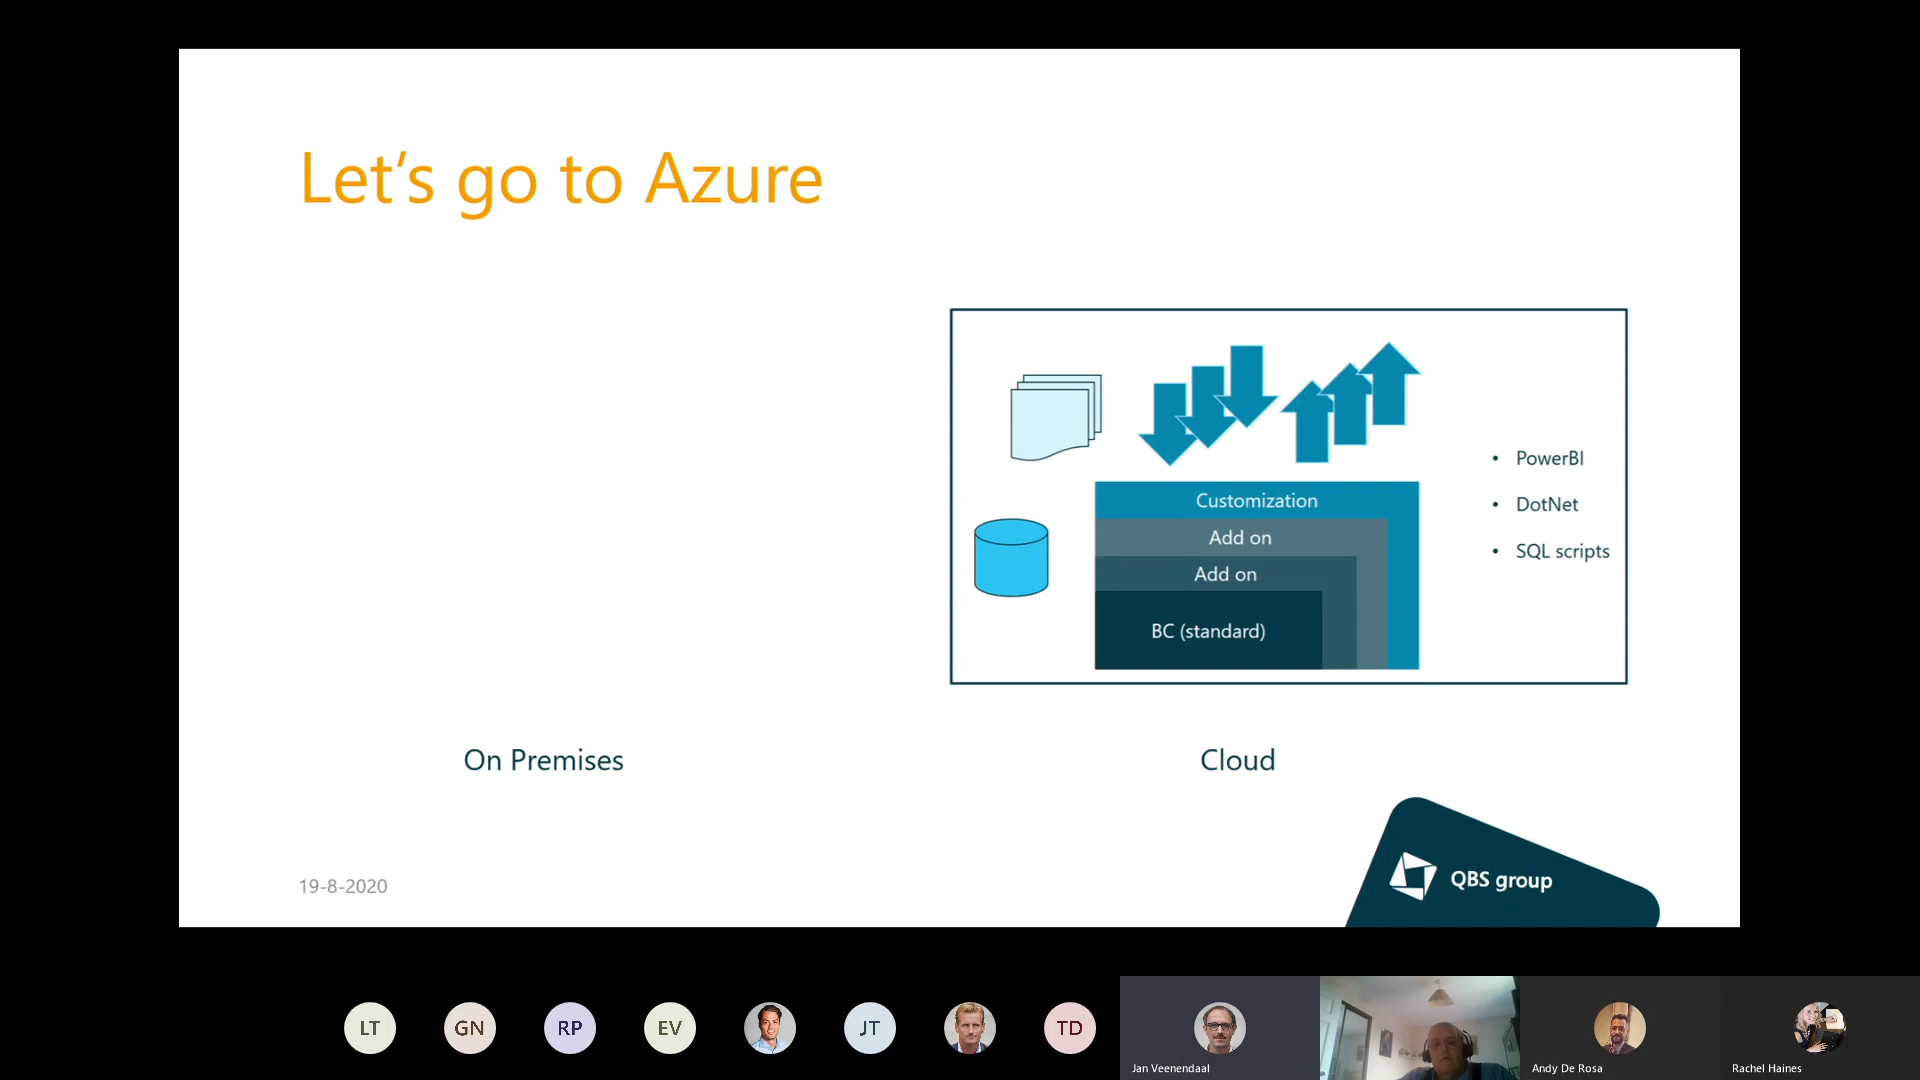 Let’s go to Azure
Customization
Add on
Add on
BC (standard)
• PowerBI
• DotNet
• SQL scripts
On Premises
Cloud
19-8-2020
QBS group
LT
GN
RP
EV
JT
TD
Jan Veenendaal
Andy De Rosa
Rachel Haines